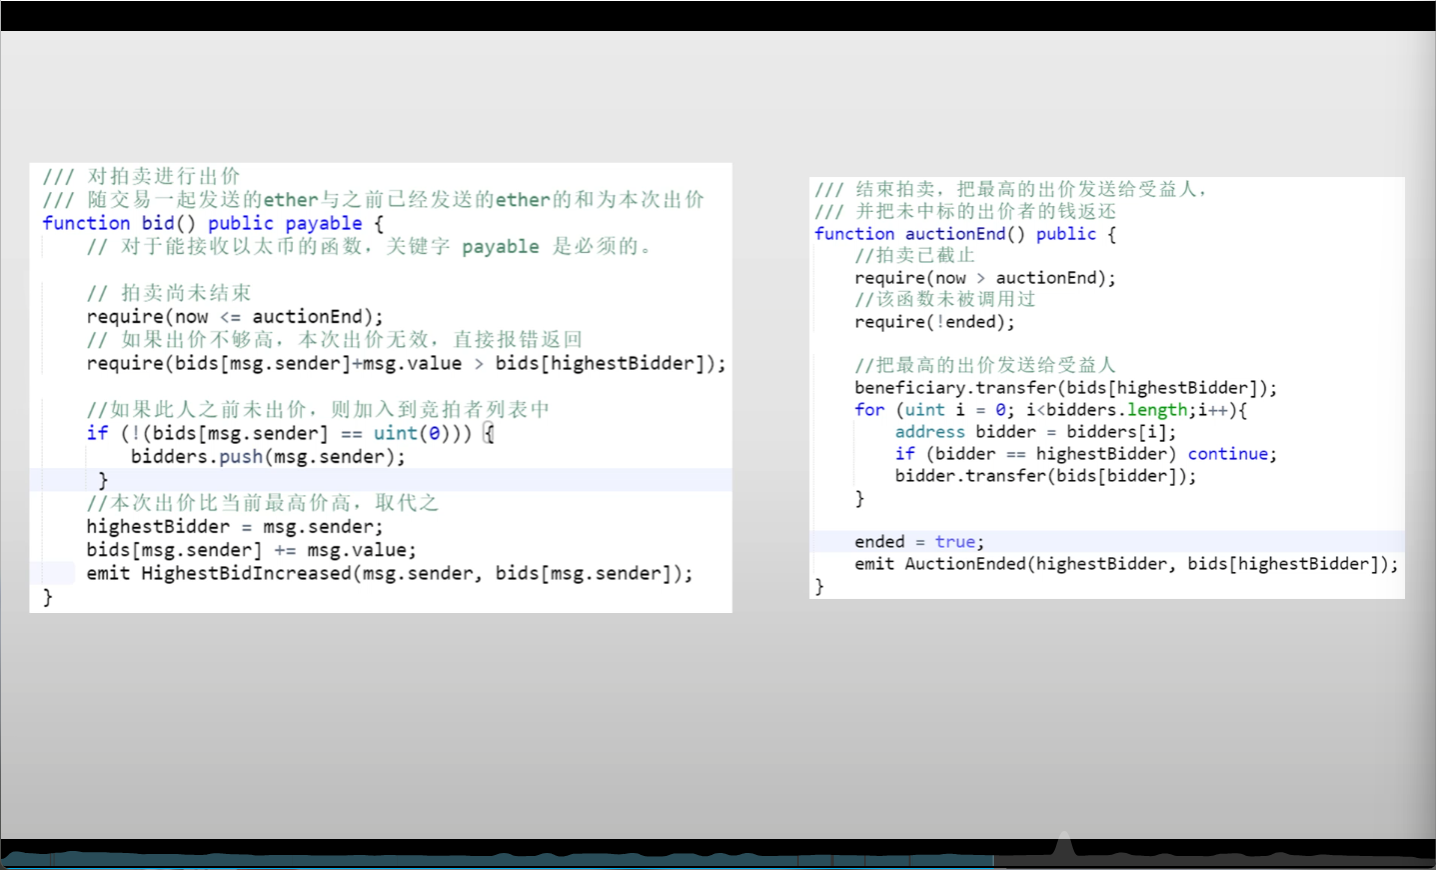 /// 对拍卖进行出价
/// 随交易一起发送的ether与之前已经发送的ether的和为本次出价
function bid() public payable {
// 对于能接收以太币的函数，关键字 payable 是必须的。
// 拍卖尚未结束
require(now <= auctionEnd);
// 如果出价不够高，本次出价无效，直接报错返回
require(bids[msg.sender]+msg.value > bids[highestBidder]);
//如果此人之前未出价，则加入到竞拍者列表中
if (!(bids[msg.sender] == uint(0))) {
bidders.push(msg.sender);
}
//本次出价比当前最高价高，取代之
highestBidder = msg.sender;
bids[msg.sender] += msg.value;
emit HighestBidIncreased(msg.sender, bids[msg.sender]);
}
/// 结束拍卖，把最高的出价发送给受益人，
/// 并把未中标的出价者的钱返还
function auctionEnd() public {
//拍卖已截止
require(now > auctionEnd);
//该函数未被调用过
require(!ended);
//把最高的出价发送给受益人
beneficiary.transfer(bids[highestBidder]);
for (uint i = 0; i<bidders.length;i++){
address bidder = bidders[i];
if (bidder == highestBidder) continue;
bidder.transfer(bids[bidder]);
}
ended = true;
emit AuctionEnded(highestBidder, bids[highestBidder]);
}